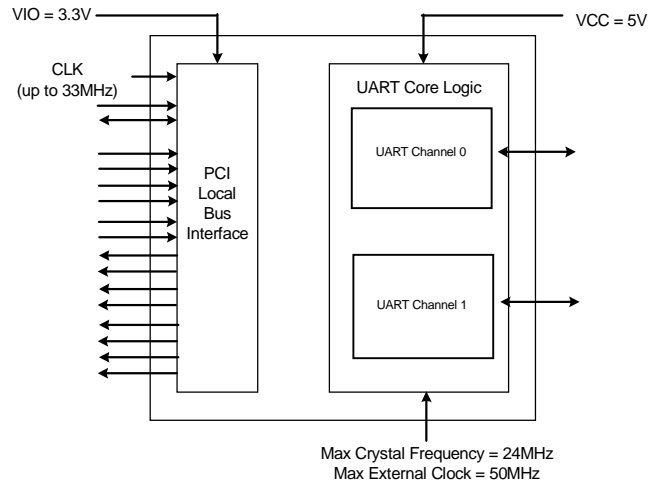 VIO = 3.3V
VCC = 5V
CLK
(up to 33MHz)
UART Core Logic
UART Channel 0
PCI
Local
Bus
Interface
UART Channel 1
Max Crystal Frequency = 24MHz
Max External Clock = 50MHz